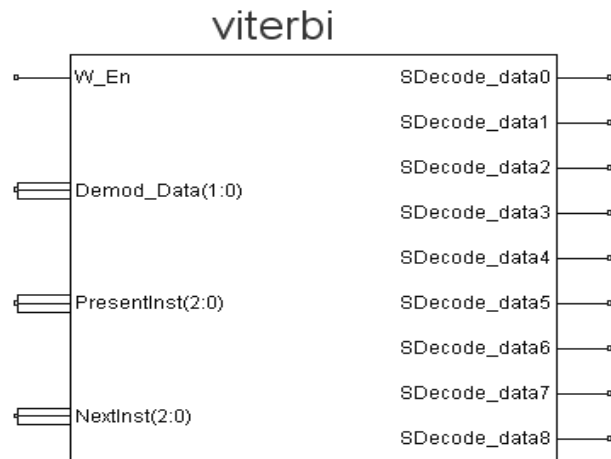 viterbi
W_En
Demod_Data(1:0)
PresentInst(2:0)
NextInst(2:0)
SDecode_data0
SDecode_data1
SDecode_data2
SDecode_data3
SDecode_data4
SDecode_data5
SDecode_data6
SDecode_data7
SDecode_data8